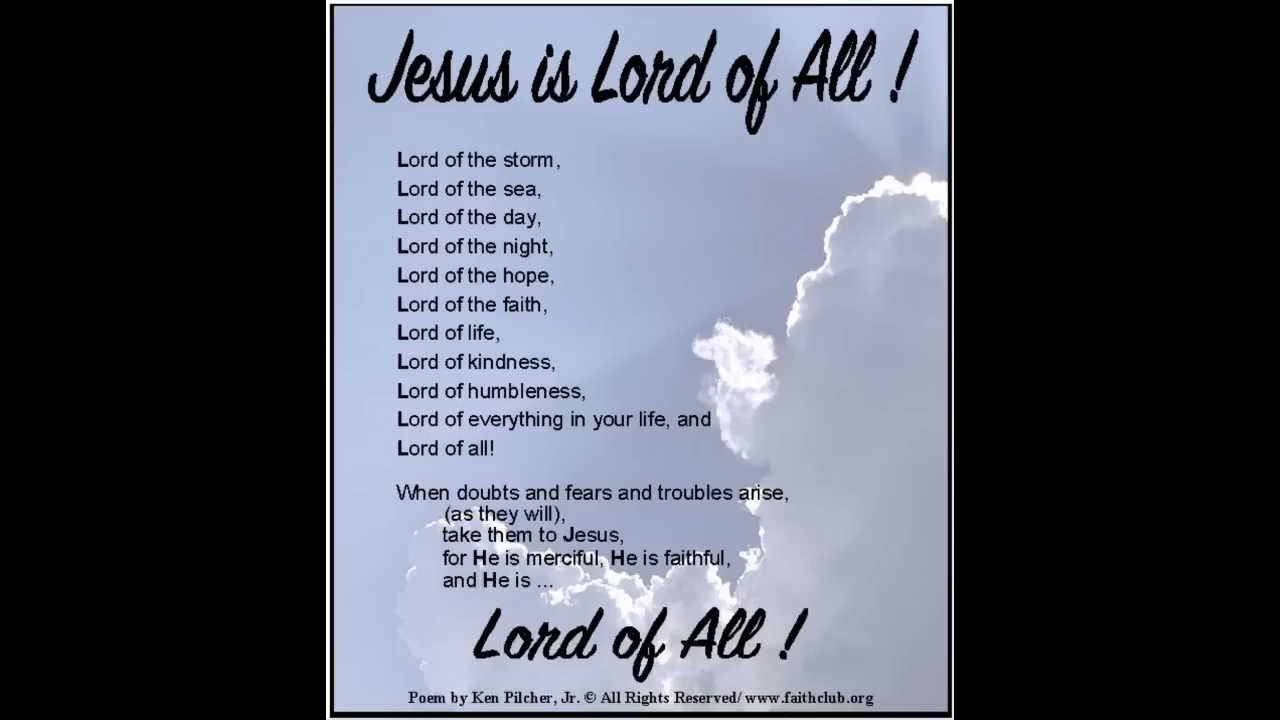 Jesus is Lord of All !
Lord of the storm,
Lord of the sea,
Lord of the day,
Lord of the night,
Lord of the hope,
Lord of the faith,
Lord of life,
Lord of kindness,
Lord of humbleness,
Lord of everything in your life, and
Lord of all!
When doubts and fears and troubles arise,
(as they will),
take them to Jesus,
for He is merciful, He is faithful,
and He is ...
Lord of All !
Poem by Ken Pilcher, Jr. © All Rights Reserved/ www.faithclub.org